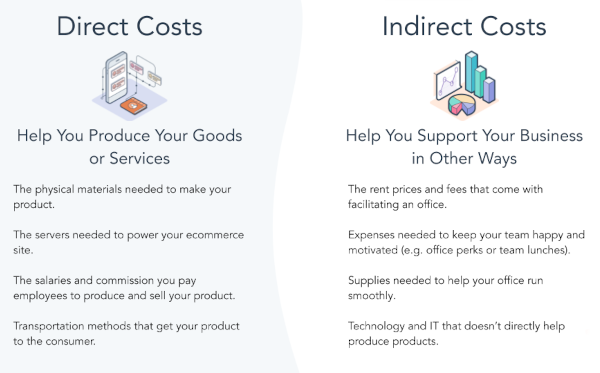 Direct Costs
Help You Produce Your Goods
or Services
The physical materials needed to make your
product.
The servers needed to power your ecommerce
site.
The salaries and commission you pay
employees to produce and sell your product.
Transportation methods that get your product
to the consumer.
Indirect Costs
Help You Support Your Business
in Other Ways
The rent prices and fees that come with
facilitating an office.
Expenses needed to keep your team happy and
motivated (e.g. office perks or team lunches).
Supplies needed to help your office run
smoothly.
Technology and IT that doesn't directly help
produce products.